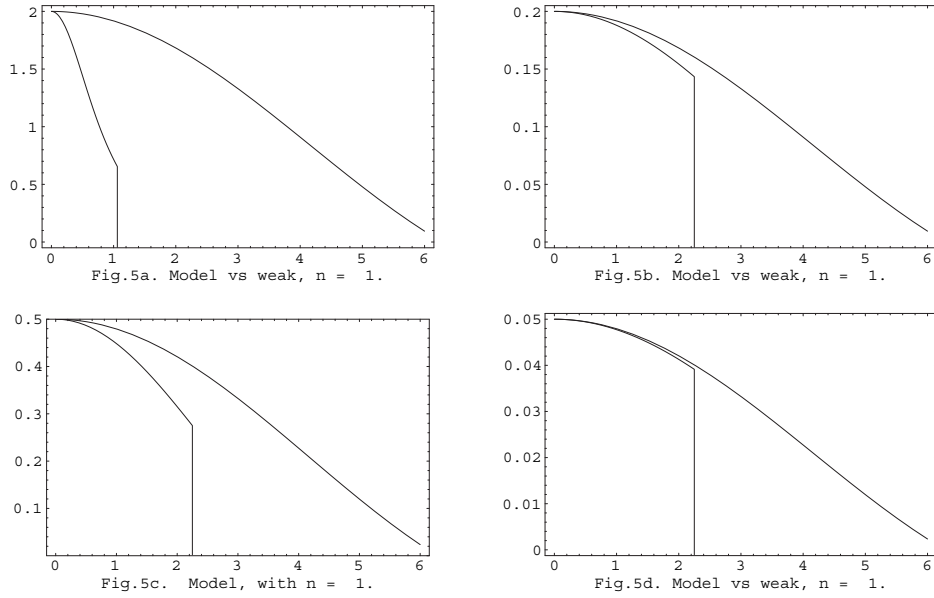 2
1.5
1
0.5
0
0 1 2 3 4 5 6
Fig.5a. Model vs weak, n = 1.
0.2
0.15
0.1
0.05
0
0 1 2 3 4 5 6
Fig.5b. Model vs weak, n = 1.
0.5
0.4
0.3
0.2
0.1
0 1 2 3 4 5 6
Fig.5c. Model, with n = 1.
0.05
0.04
0.03
0.02
0.01
0
0 1 2 3 4 5 6
Fig.5d. Model vs weak, n = 1.